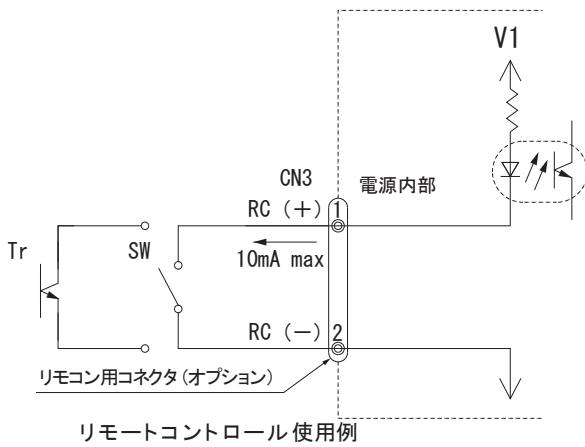 V1
CN3
電源内部
RC (+) 1
Tr
SW
10mA max
RC (-) 2
リモコン用コネクタ(オプション)
リモートコントロール使用例